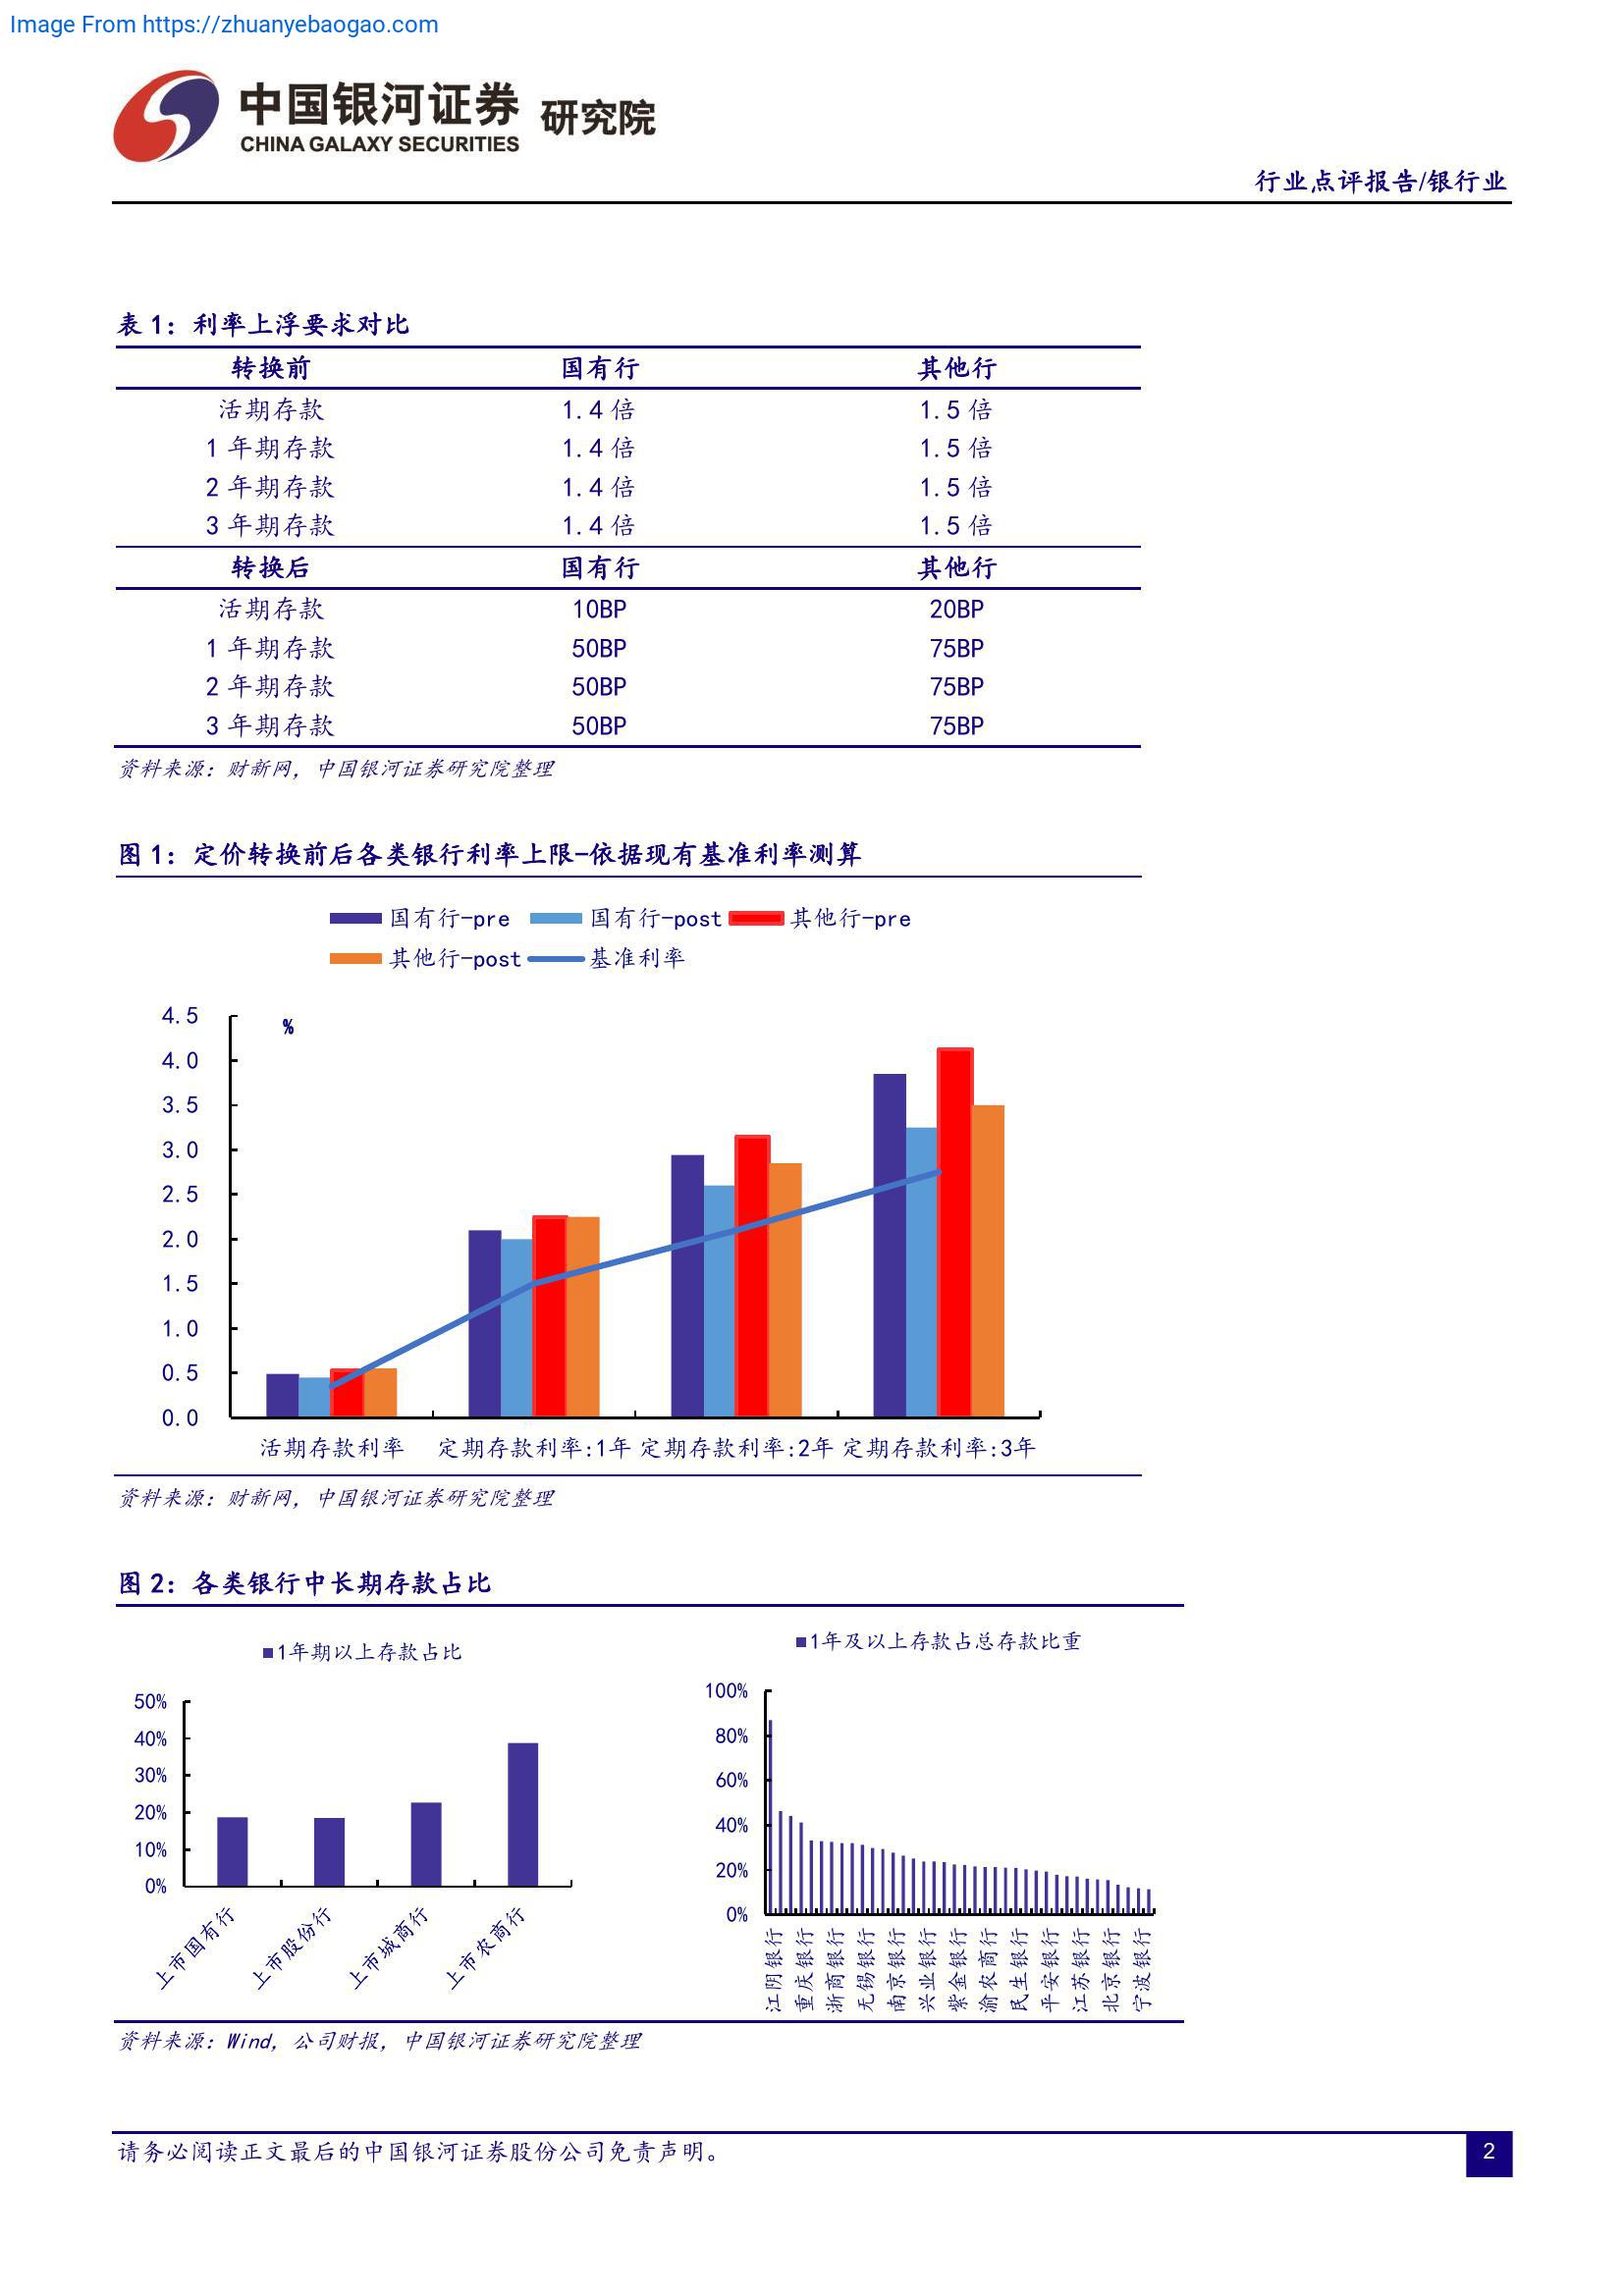 Image From https://zhuanyebaogao.com
中国银河证券 研究院
CHINA GALAXY SECURITIES
行业点评报告/银行业
表 1：利率上浮要求对比
转换前 国有行 其他行
活期存款 1.4 倍 1.5 倍
1 年期存款 1.4 倍 1.5 倍
2 年期存款 1.4 倍 1.5 倍
3 年期存款 1.4 倍 1.5 倍
转换后 国有行 其他行
活期存款 10BP 20BP
1 年期存款 50BP 75BP
2 年期存款 50BP 75BP
3 年期存款 50BP 75BP
资料来源：财新网，中国银河证券研究院整理
图 1：定价转换前后各类银行利率上限-依据现有基准利率测算
国有行-pre 国有行-post 其他行-pre
其他行-post 基准利率
%
4.5
4.0
3.5
3.0
2.5
2.0
1.5
1.0
0.5
0.0
活期存款利率 定期存款利率:1年 定期存款利率:2年 定期存款利率:3年
资料来源：财新网，中国银河证券研究院整理
图 2：各类银行中长期存款占比
1年期以上存款占比
50%
40%
30%
20%
10%
0%
上市国有行 上市股份行 上市城商行 上市农商行
1年及以上存款占总存款比重
100%
80%
60%
40%
20%
0%
江阴银行 重庆银行 浙商银行 无锡银行 南京银行 兴业银行 紫金银行 渝农商行 民生银行 平安银行 江苏银行 北京银行 宁波银行
资料来源：Wind，公司财报，中国银河证券研究院整理
请务必阅读正文最后的中国银河证券股份公司免责声明。
2